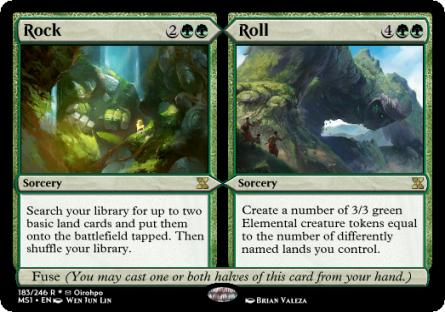 Rock 2
Sorcery
Search your library for up to two
basic land cards and put them
onto the battlefield tapped. Then
shuffle your library.
Roll 4
Sorcery
Create a number of 3/3 green
Elemental creature tokens equal
to the number of differently
named lands you control.
Fuse (You may cast one or both halves of this card from your hand.)
183/246 R * Oirohpo
MS1 • EN Wen Jun Lin
Brian Valeza